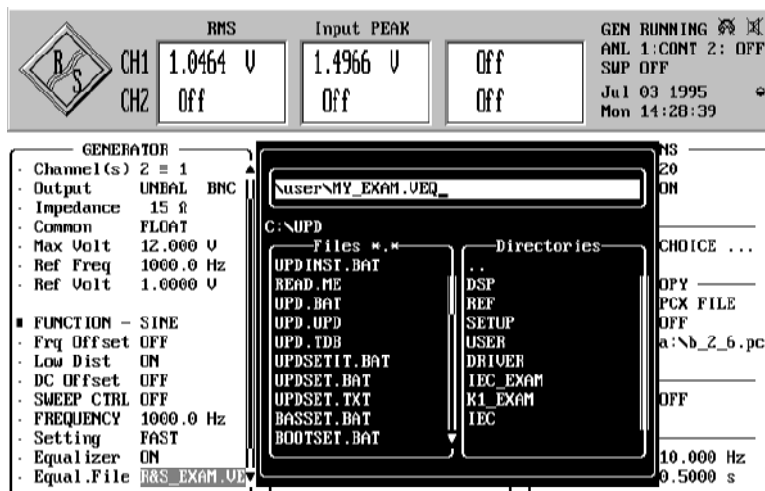 RMS Input PEAK
R
S
CH1 1.0464 V 1.4966 V Off
CH2 Off Off Off
GEN RUNNING
ANL 1:CONT 2: OFF
SWP OFF
Jul 03 1995
Mon 14:28:39
GENERATOR
Channel(s) 2 ≡ 1
Output UNBAL BNC
Impedance 15 Ω
Common FLOAT
Max Volt 12.000 V
Ref Freq 1000.0 Hz
Ref Volt 1.0000 V
FUNCTION — SINE
Frq Offset OFF
Low Dist ON
DC Offset OFF
SWEEP CTRL OFF
FREQUENCY 1000.0 Hz
Setting FAST
Equalizer ON
Equal.File R&S_EXAM.VE
\user\MY_EXAM.VEQ_
C:\UPD
Files *.*
UPDINST.BAT
READ.ME
UPD.BAT
UPD.UPD
UPD.TDB
UPDSETIT.BAT
UPDSET.BAT
UPDSET.TXT
BASSET.BAT
BOOTSET.BAT
Directories
..
DSP
REF
SETUP
USER
DRIVER
IEC_EXAM
K1_EXAM
IEC
NS
20
ON
CHOICE ...
OPY
PCX FILE
OFF
a:\b_2_6.pc
OFF
10.000 Hz
0.5000 s